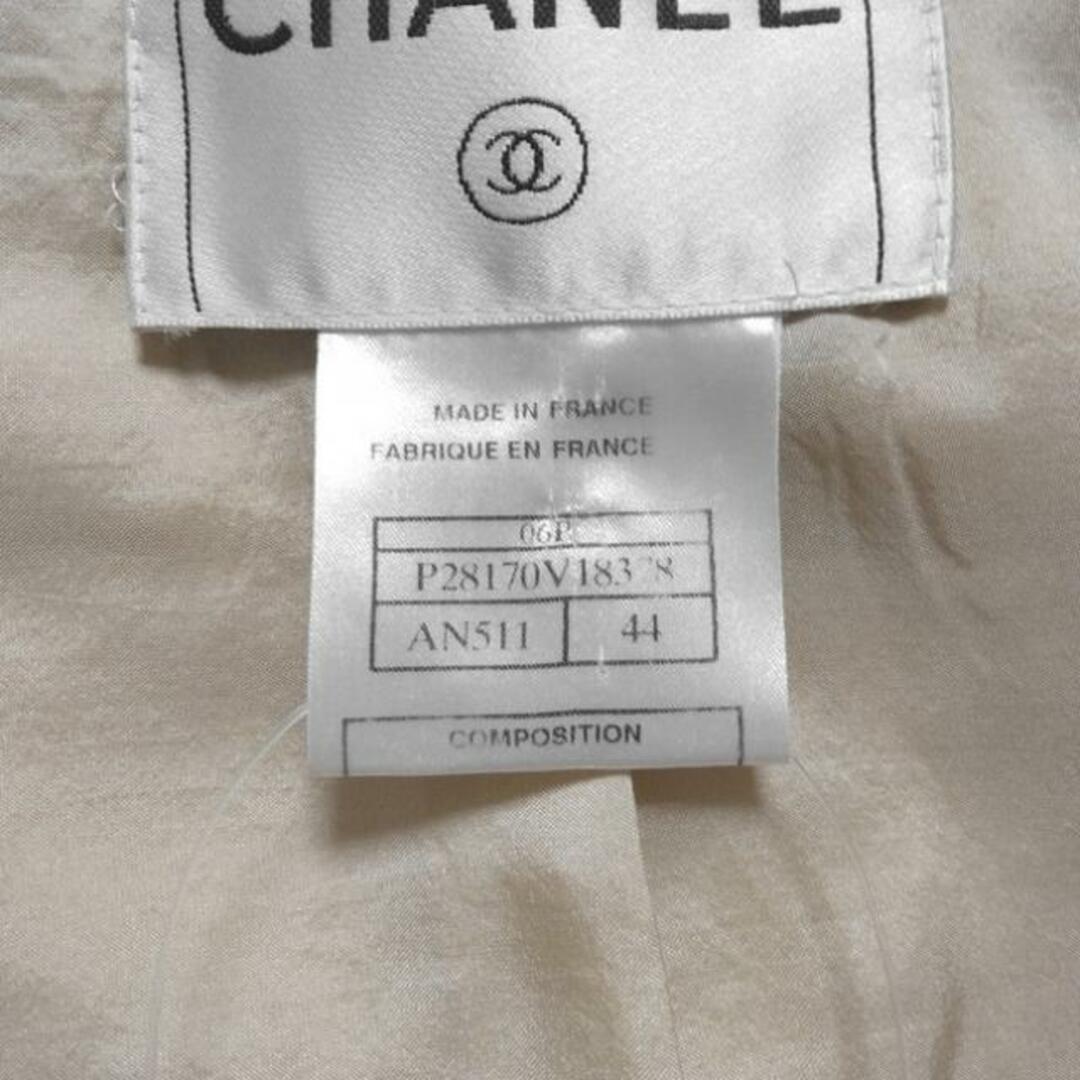 CHANEL
MADE IN FRANCE
FABRIQUE EN FRANCE
06P
AN511 44
COMPOSITION